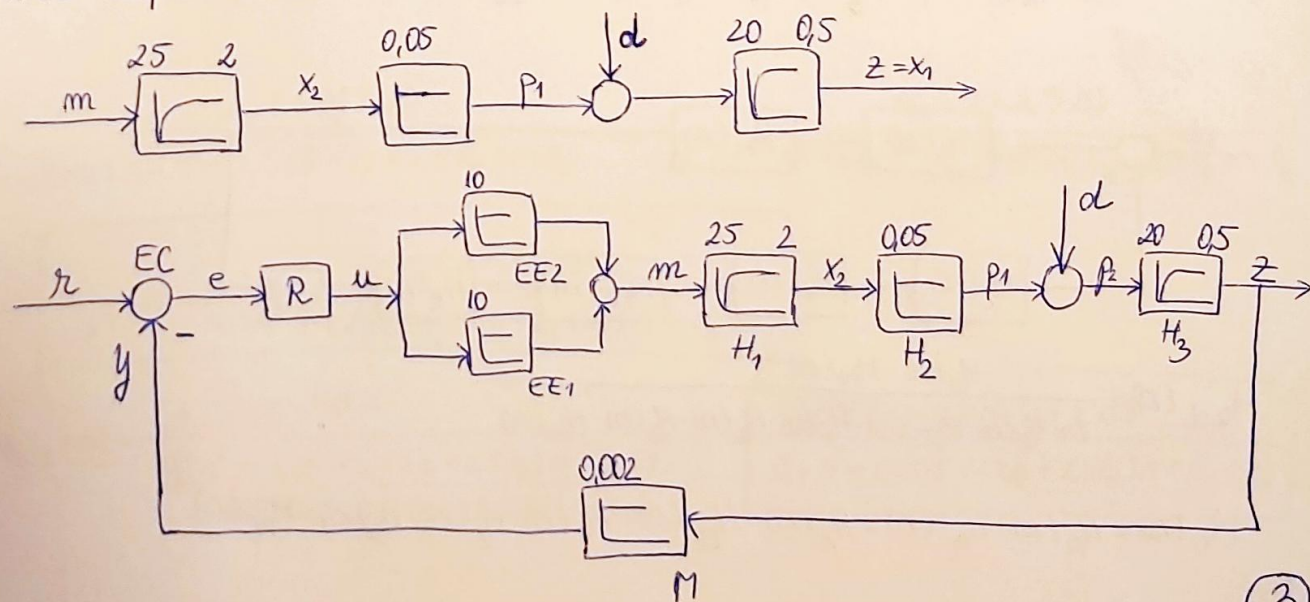 d
25 2 0,05 20 0,5
m x₂ p₁ z=x₁
10 d
EC EE2 25 2 0,05 20 0,5
r e R u 10 m x₂ p₁ p₂ z
y - EE1 H₁ H₂ H₃
0,002
M
3